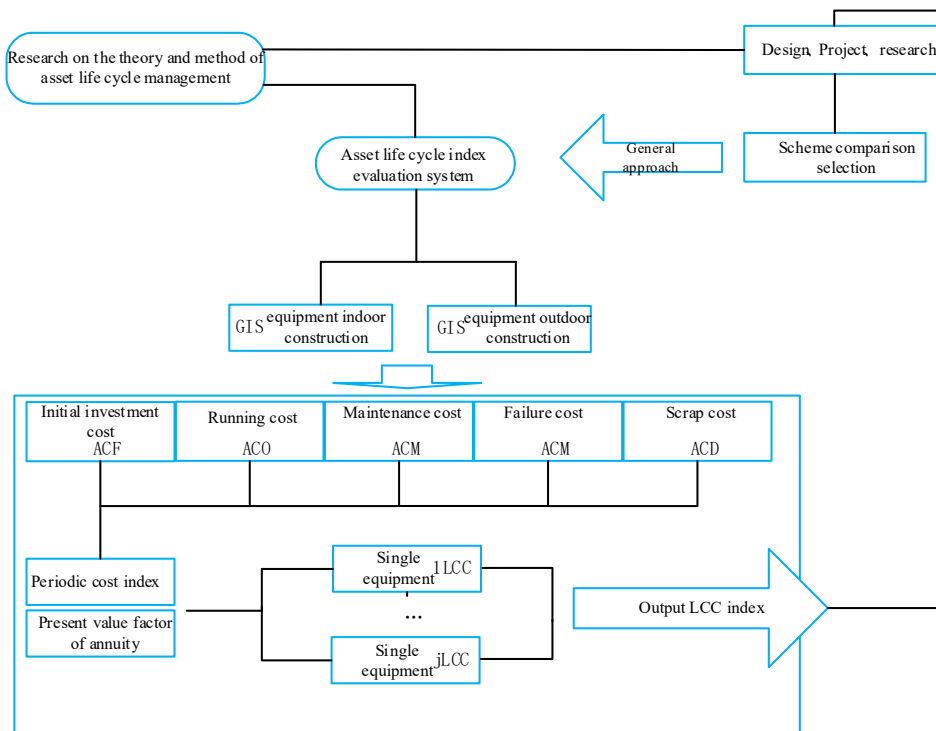 Research on the theory and method of
asset life cycle management
Design, Project, research
Asset life cycle index
evaluation system
General
approach
Scheme comparison
selection
GIS equipment indoor
construction
GIS equipment outdoor
construction
Initial investment
cost
ACF
Running cost
ACO
Maintenance cost
ACM
Failure cost
ACM
Scrap cost
ACD
Periodic cost index
Present value factor
of annuity
Single
equipment 1LCC
...
Single
equipment jLCC
Output LCC index